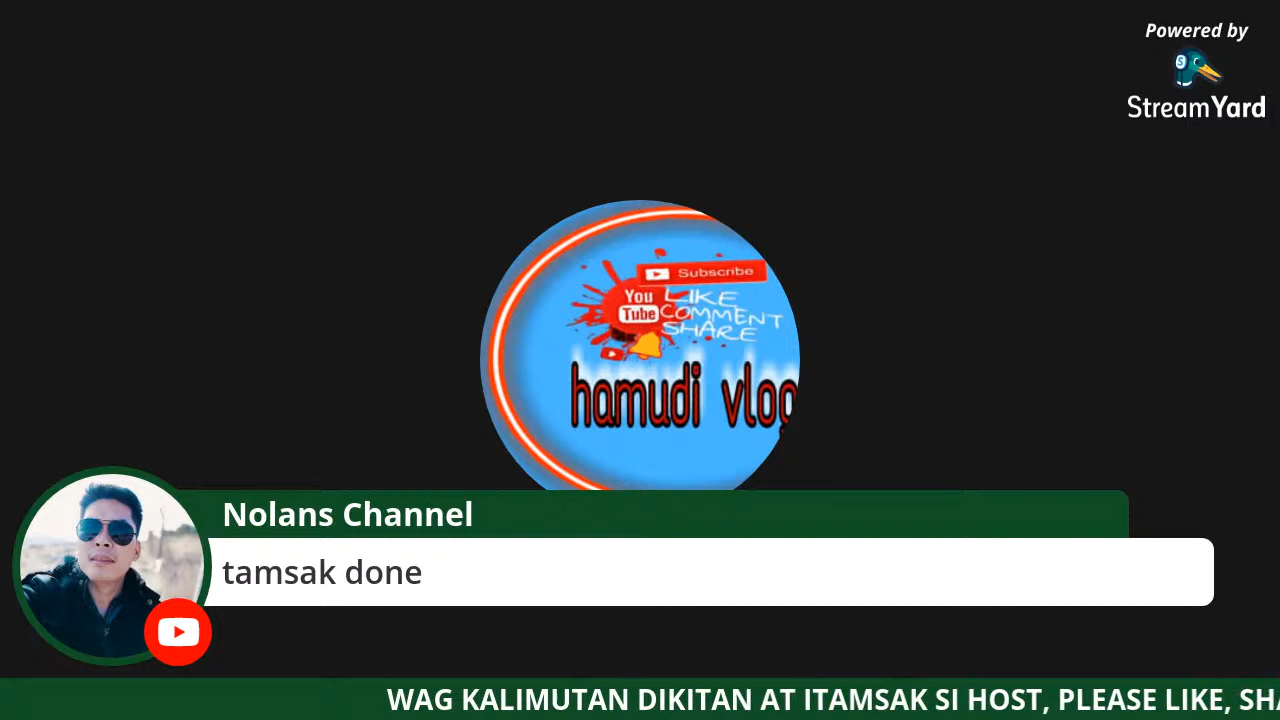 Powered by
StreamYard
Subscribe
You
Tube
LIKE
COMMENT
SHARE
hamudi vlog
Nolans Channel
tamsak done
WAG KALIMUTAN DIKITAN AT ITAMSAK SI HOST, PLEASE LIKE, SHA